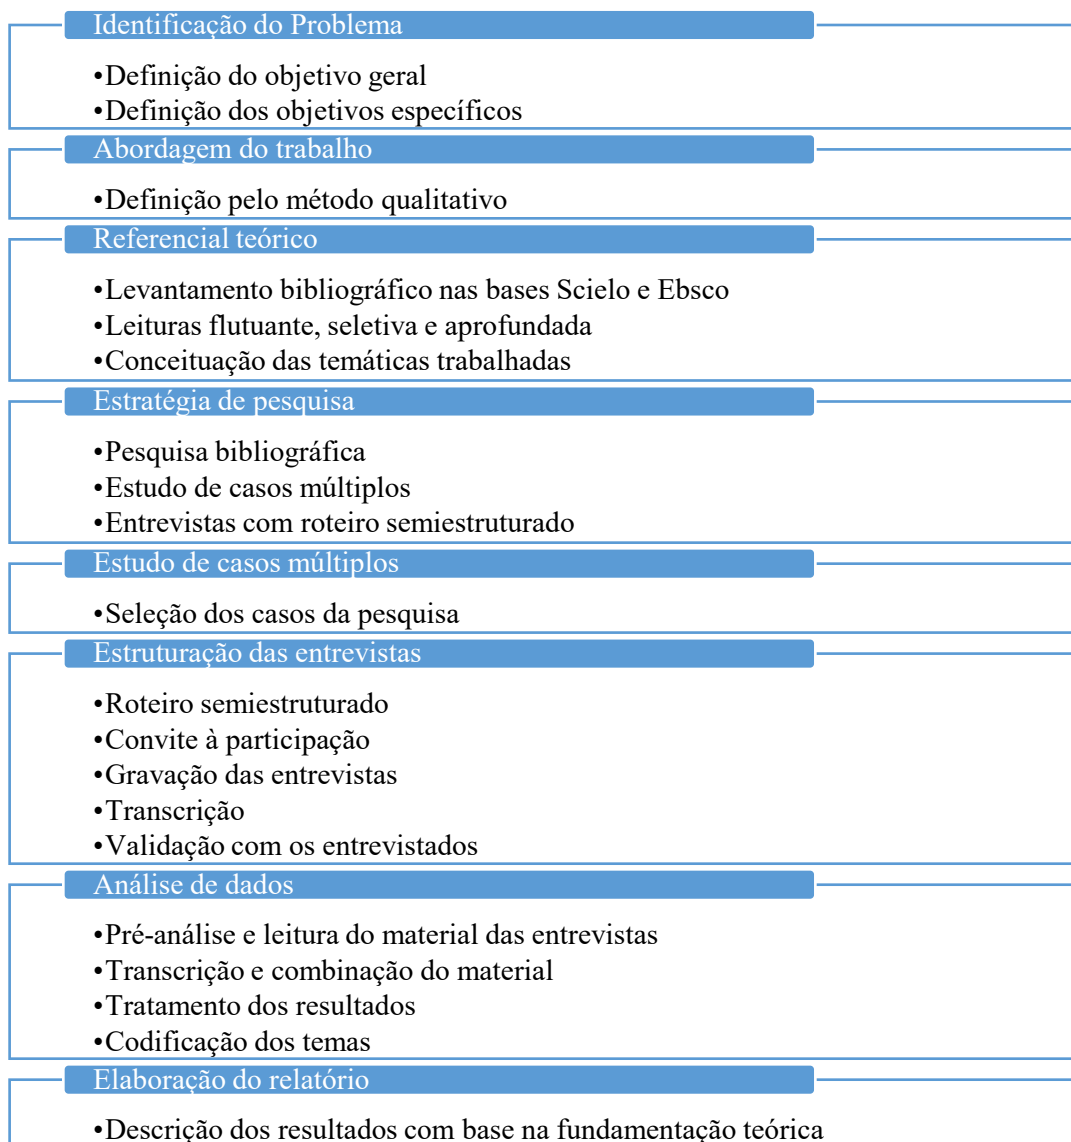 Identificação do Problema
•Definição do objetivo geral
•Definição dos objetivos específicos
Abordagem do trabalho
•Definição pelo método qualitativo
Referencial teórico
•Levantamento bibliográfico nas bases Scielo e Ebsco
•Leituras flutuante, seletiva e aprofundada
•Conceituação das temáticas trabalhadas
Estratégia de pesquisa
•Pesquisa bibliográfica
•Estudo de casos múltiplos
•Entrevistas com roteiro semiestruturado
Estudo de casos múltiplos
•Seleção dos casos da pesquisa
Estruturação das entrevistas
•Roteiro semiestruturado
•Convite à participação
•Gravação das entrevistas
•Transcrição
•Validação com os entrevistados
Análise de dados
•Pré-análise e leitura do material das entrevistas
•Transcrição e combinação do material
•Tratamento dos resultados
•Codificação dos temas
Elaboração do relatório
•Descrição dos resultados com base na fundamentação teórica